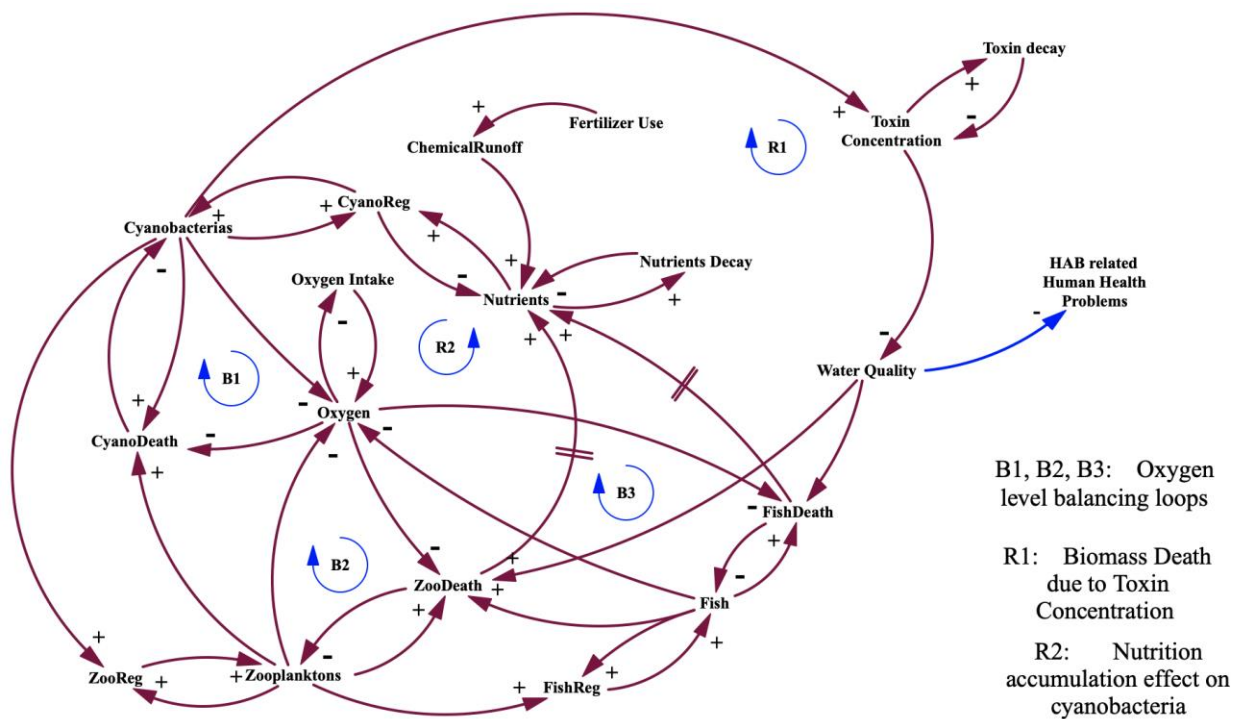 Toxin decay
+
-
+
Toxin
Concentration
+
Fertilizer Use
ChemicalRunoff
R1
CyanoReg
+
+
Cyanobacterias
-
+
-
+
Nutrients Decay
Oxygen Intake
-
Nutrients
-
+
HAB related
Human Health
Problems
-
-
R2
+
+
-
Water Quality
B1
+
+
-
Oxygen
-
CyanoDeath
-
-
+
B1, B2, B3: Oxygen
level balancing loops
B3
-
FishDeath
-
+
-
B2
+
R1: Biomass Death
due to Toxin
Concentration
ZooDeath
+
-
+
Fish
+
+
-
ZooReg
+
+
Zooplanktons
+
+
FishReg
R2: Nutrition
accumulation effect on
cyanobacteria